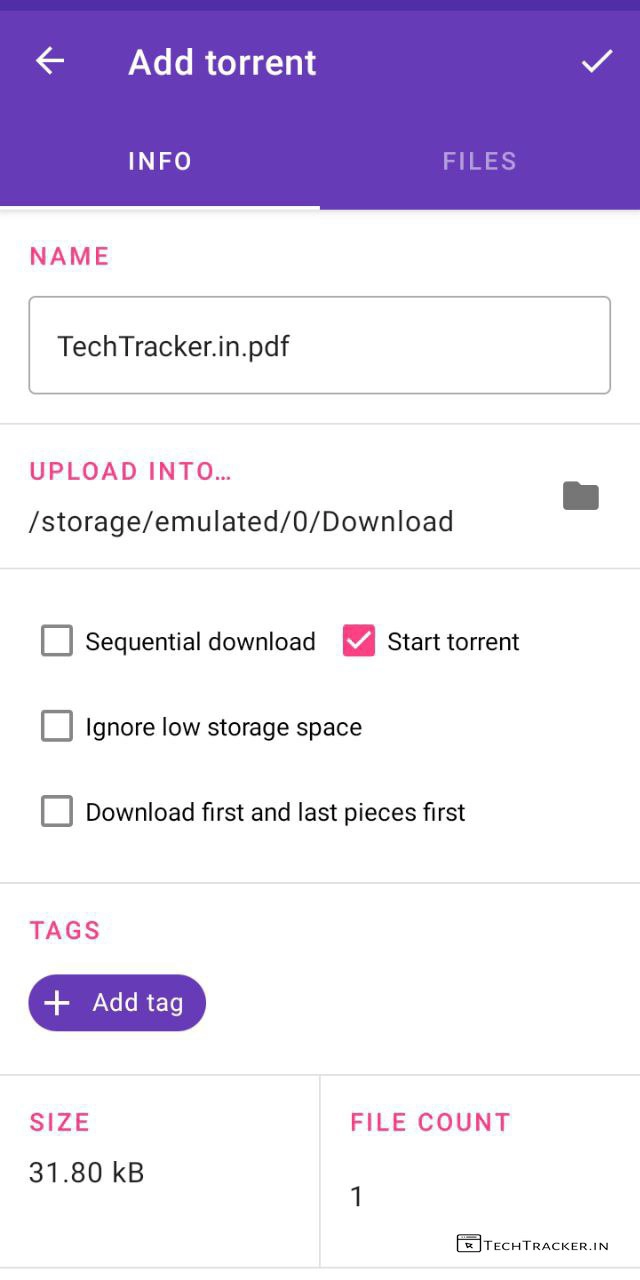 Add torrent
INFO FILES
NAME
TechTracker.in.pdf
UPLOAD INTO...
/storage/emulated/0/Download
Sequential download Start torrent
Ignore low storage space
Download first and last pieces first
TAGS
Add tag
SIZE FILE COUNT
31.80 kB
1
TECHTRACKER.IN